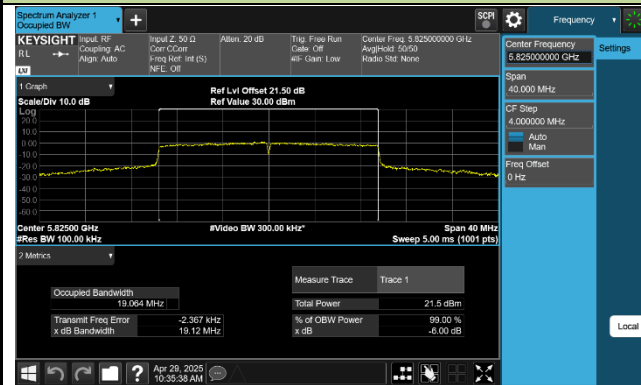 Spectrum Analyzer 1
Occupied BW
SCPI
Frequency
KEYSIGHT
RL
LXI
Input: RF
Coupling: AC
Align: Auto
Input Z: 50 Ω
Corr CCorr
Freq Ref: Int (S)
NFE: Off
Atten: 20 dB
Trig: Free Run
Gate: Off
#IF Gain: Low
Center Freq: 5.825000000 GHz
Avg|Hold: 50/50
Radio Std: None
Center Frequency
5.825000000 GHz
Settings
Span
40.000 MHz
CF Step
4.000000 MHz
Auto
Man
Freq Offset
0 Hz
Local
1 Graph
Scale/Div 10.0 dB
Ref Lvl Offset 21.50 dB
Ref Value 30.00 dBm
Log
20.0
10.0
0.00
-10.0
-20.0
-30.0
-40.0
-50.0
-60.0
Center 5.82500 GHz
#Res BW 100.00 kHz
#Video BW 300.00 kHz*
Span 40 MHz
Sweep 5.00 ms (1001 pts)
2 Metrics
Measure Trace
Trace 1
Occupied Bandwidth
19.064 MHz
Total Power
21.5 dBm
Transmit Freq Error
-2.367 kHz
% of OBW Power
99.00 %
x dB Bandwidth
19.12 MHz
x dB
-6.00 dB
Apr 29, 2025
10:35:38 AM